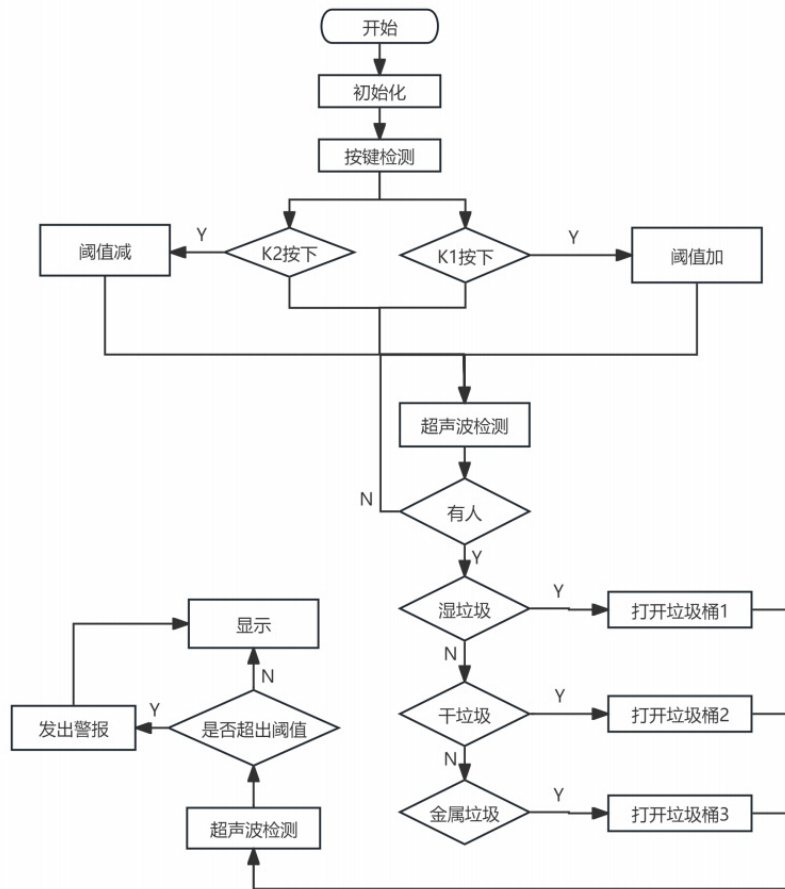 开始
初始化
按键检测
阈值减
Y
K2按下
K1按下
Y
阈值加
超声波检测
N
有人
Y
湿垃圾
Y
打开垃圾桶1
N
显示
N
干垃圾
Y
打开垃圾桶2
发出警报
Y
是否超出阈值
N
金属垃圾
Y
打开垃圾桶3
超声波检测